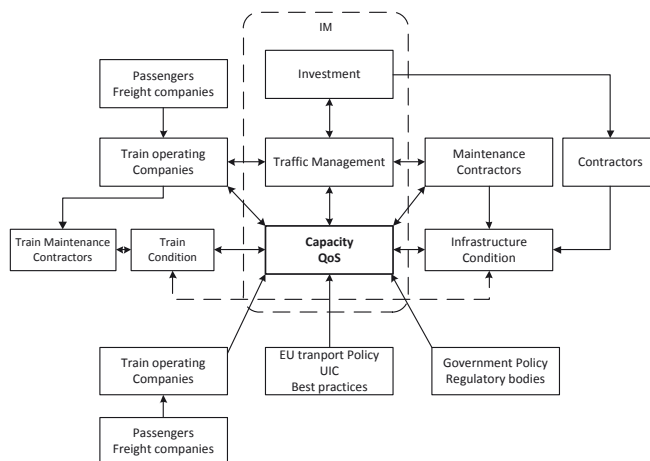 IM
Investment
Passengers
Freight companies
Train operating
Companies
Traffic Management
Maintenance
Contractors
Contractors
Train Maintenance
Contractors
Train
Condition
Capacity
QoS
Infrastructure
Condition
Train operating
Companies
EU tranport Policy
UIC
Best practices
Government Policy
Regulatory bodies
Passengers
Freight companies